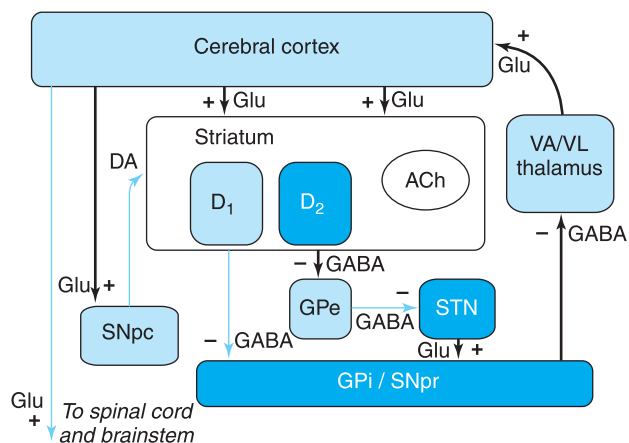 Cerebral cortex
+
Glu
+ Glu
+ Glu
Striatum
VA/VL
thalamus
DA
D1
D2
ACh
– GABA
– GABA
Glu +
SNpc
GPe
–
GABA
STN
– GABA
Glu +
GPi / SNpr
Glu
+
To spinal cord
and brainstem